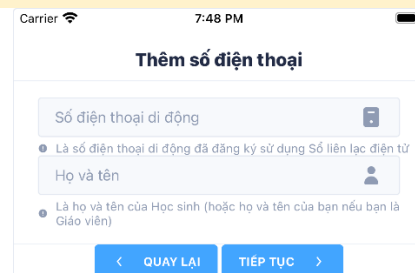 Carrier 7:48 PM
Thêm số điện thoại
Số điện thoại di động
Là số điện thoại di động đã đăng ký sử dụng Sổ liên lạc điện tử
Họ và tên
Là họ và tên của Học sinh (hoặc họ và tên của bạn nếu bạn là
Giáo viên)
QUAY LẠI TIẾP TỤC